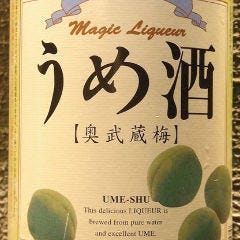 Magic Liqueur
うめ酒
【奥武蔵梅】
UME-SHU
This delicious LIQUEUR is
brewed from pure water
and excellent UME.